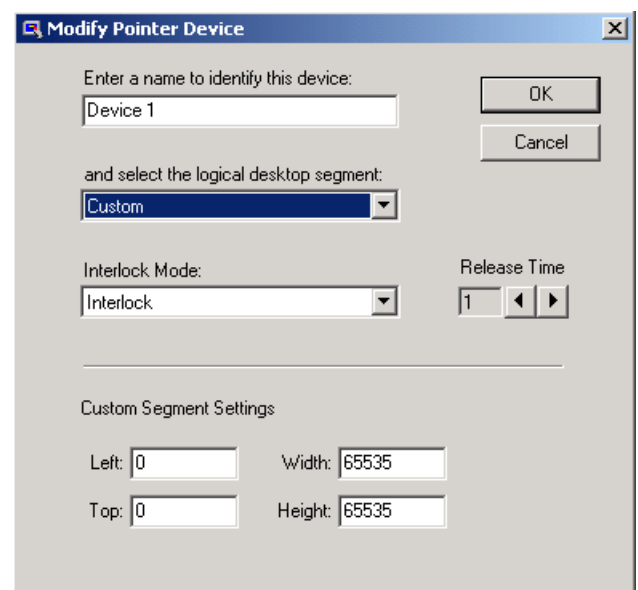 Modify Pointer Device
Enter a name to identify this device:
Device 1
OK
Cancel
and select the logical desktop segment:
Custom
Interlock Mode:
Interlock
Release Time
1
Custom Segment Settings
Left: 0 Width: 65535
Top: 0 Height: 65535